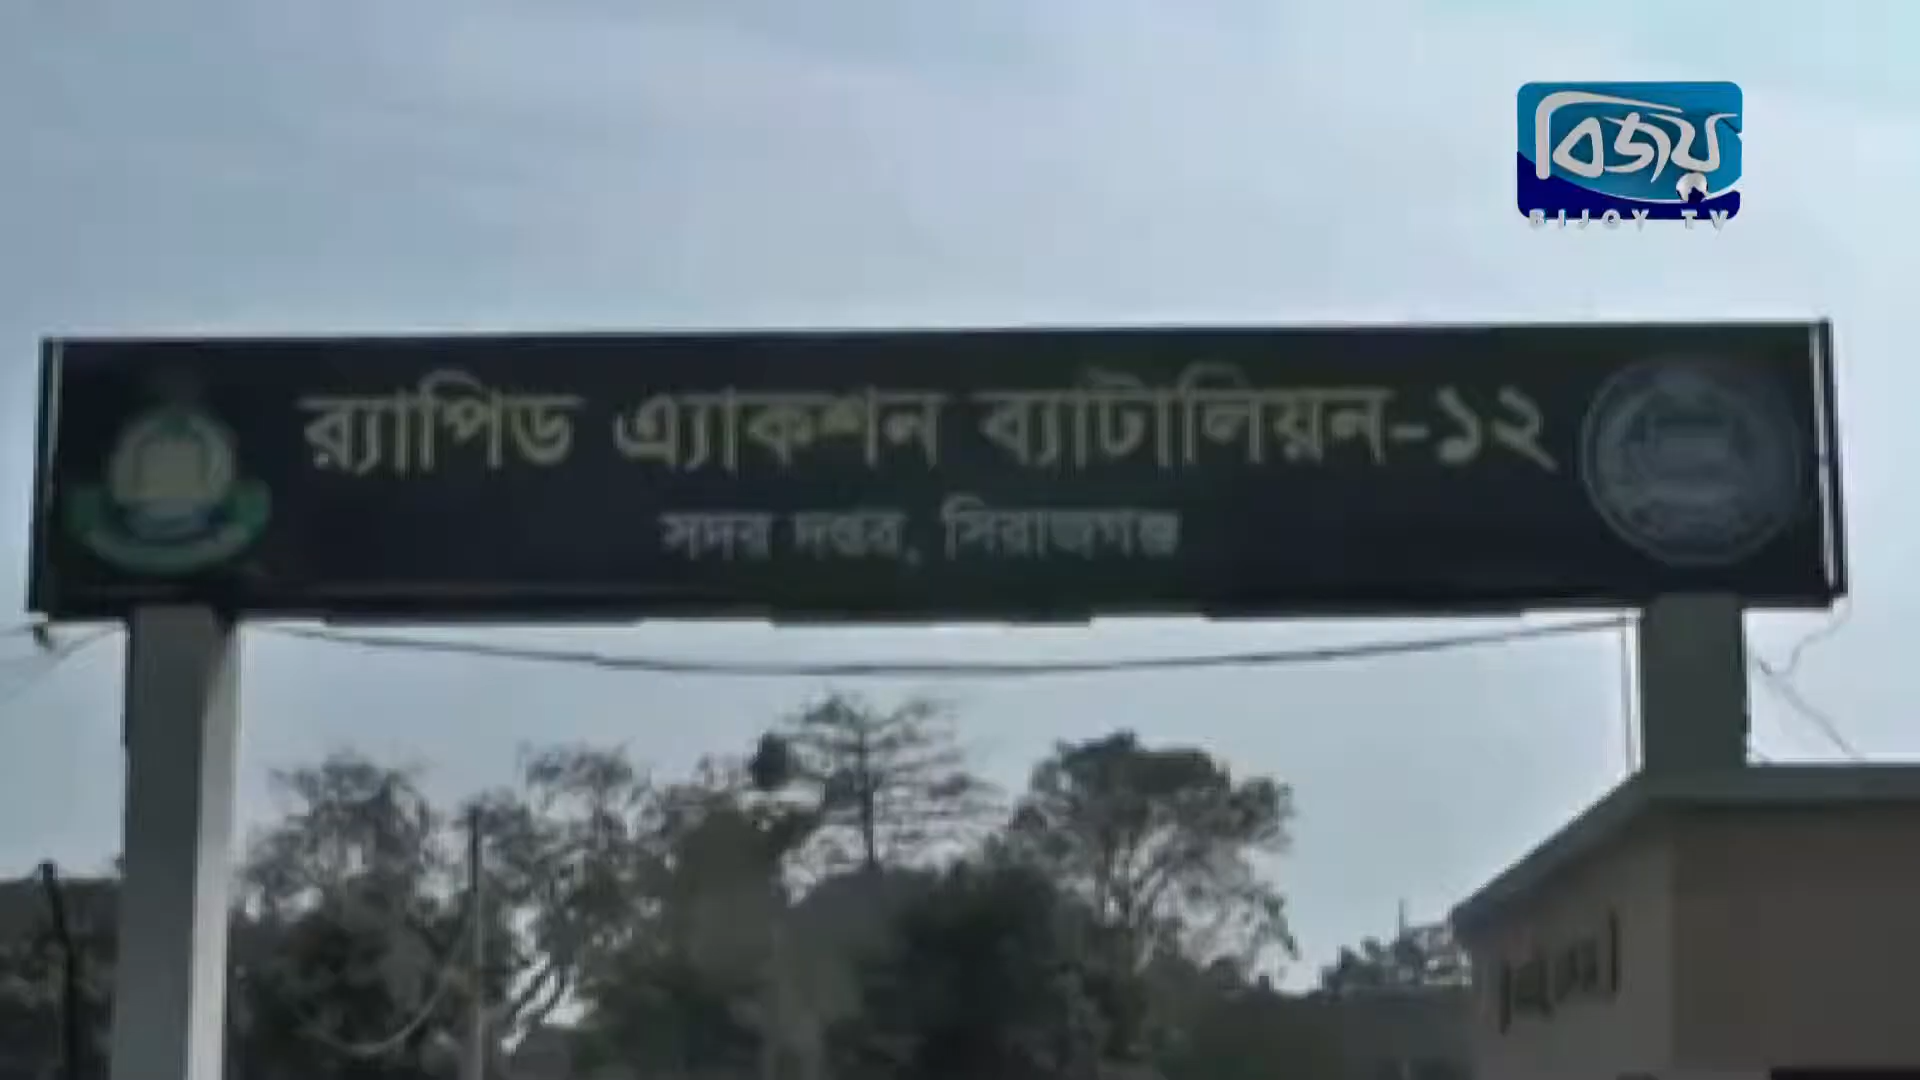 বিজয়
BIJOY TV
র‍্যাপিড এ্যাকশন ব্যাটালিয়ন-১২
সদর দপ্তর, সিরাজগঞ্জ